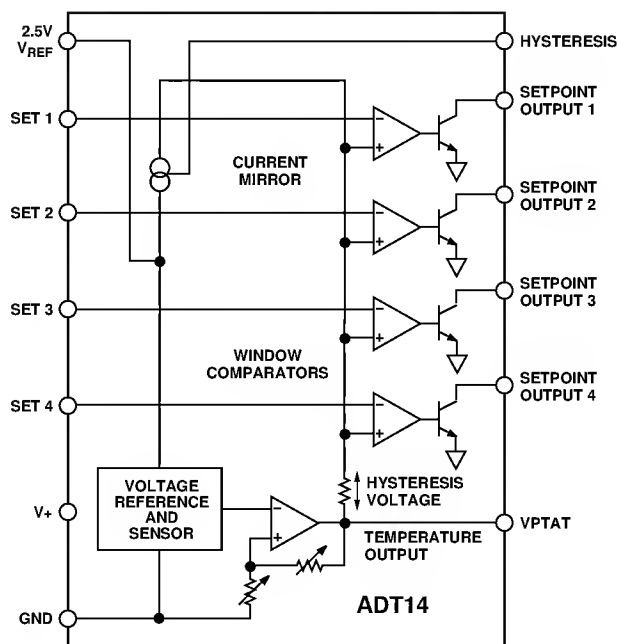 2.5V
VREF
HYSTERESIS
SETPOINT
OUTPUT 1
SET 1
−
+
CURRENT
MIRROR
SETPOINT
OUTPUT 2
SET 2
−
+
SETPOINT
OUTPUT 3
SET 3
−
+
WINDOW
COMPARATORS
SETPOINT
OUTPUT 4
SET 4
−
+
VOLTAGE
REFERENCE
AND
SENSOR
HYSTERESIS
VOLTAGE
V+
−
+
TEMPERATURE
OUTPUT
VPTAT
GND
ADT14